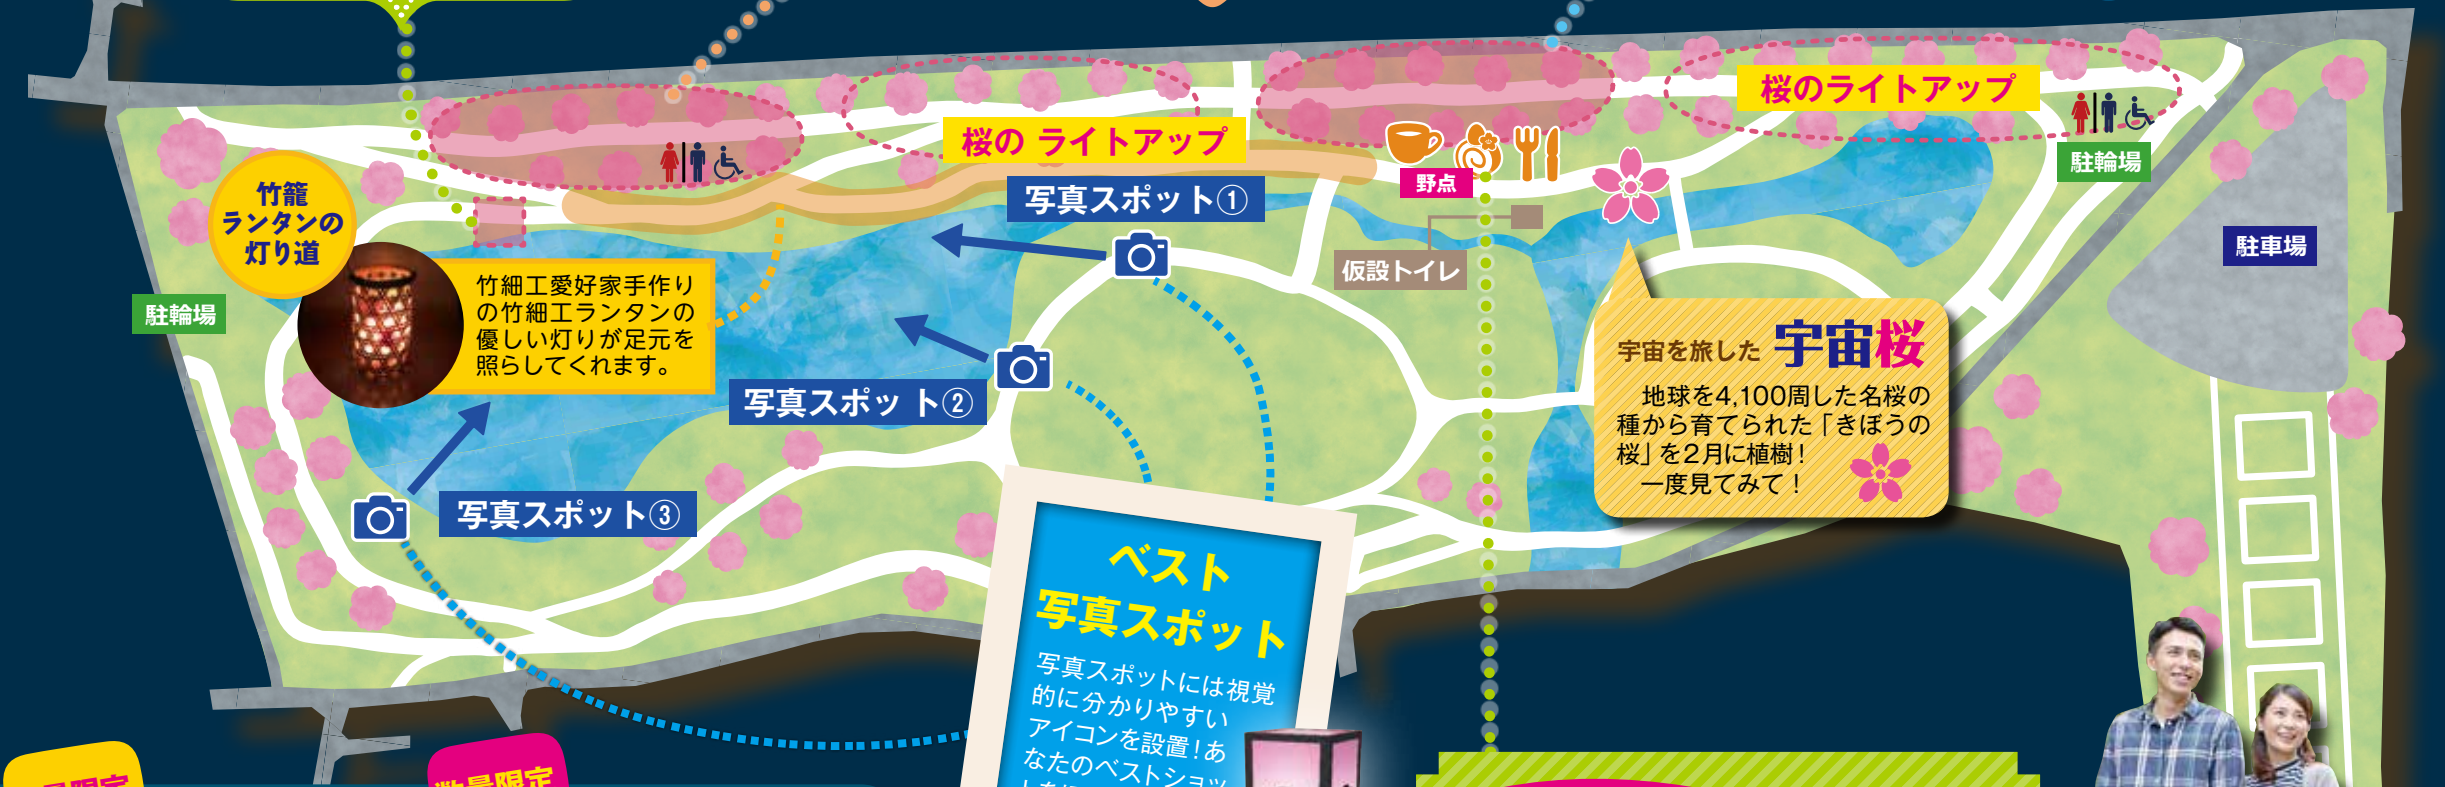 桜のライトアップ
桜の ライトアップ
駐輪場
野点
写真スポット①
竹籠
ランタンの
灯り道
駐車場
仮設トイレ
竹細工愛好家手作り
の竹細工ランタンの
優しい灯りが足元を
照らしてくれます。
駐輪場
宇宙を旅した 宇宙桜
地球を4,100周した名桜の
種から育てられた「きぼうの
桜」を2月に植樹！
一度見てみて！
写真スポット②
写真スポット③
ベスト
写真スポット
写真スポットには視覚
的に分かりやすい
アイコンを設置！あ
なたのベストショッ
数量限定